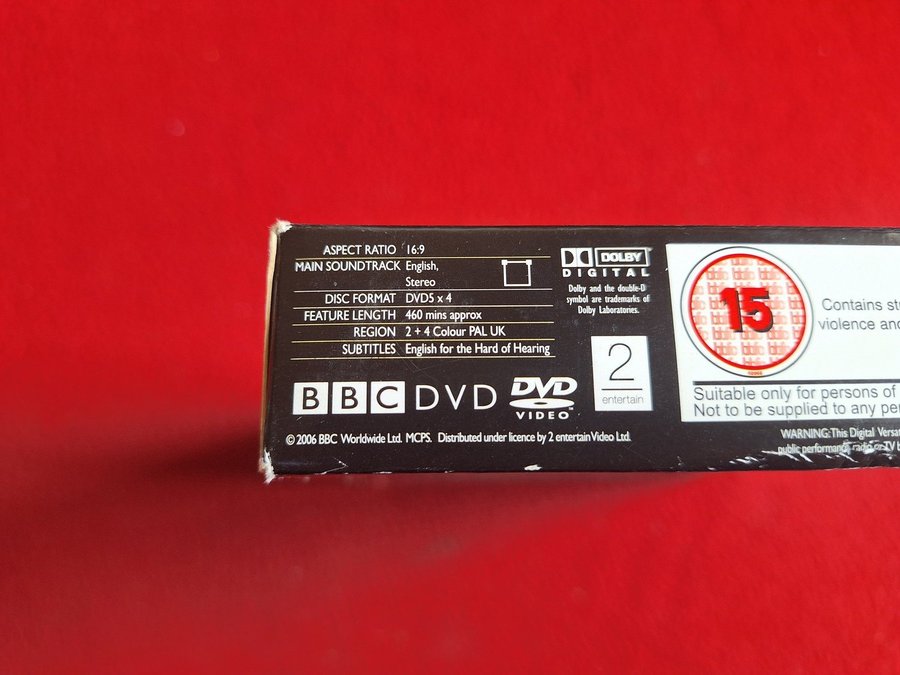 ASPECT RATIO 16:9
MAIN SOUNDTRACK English,
Stereo
DISC FORMAT DVD5 x 4
FEATURE LENGTH 460 mins approx
REGION 2 + 4 Colour PAL UK
SUBTITLES English for the Hard of Hearing
BBC DVD DVD VIDEO™
© 2006 BBC Worldwide Ltd. MCPS. Distributed under licence by 2 entertain Video Ltd.
DOLBY
DIGITAL
Dolby and the double-D
symbol are trademarks of
Dolby Laboratories.
2
entertain
15
Contains
violence
Suitable only for persons of
Not to be supplied to any
WARNING: This Digital
public performance, radio or TV